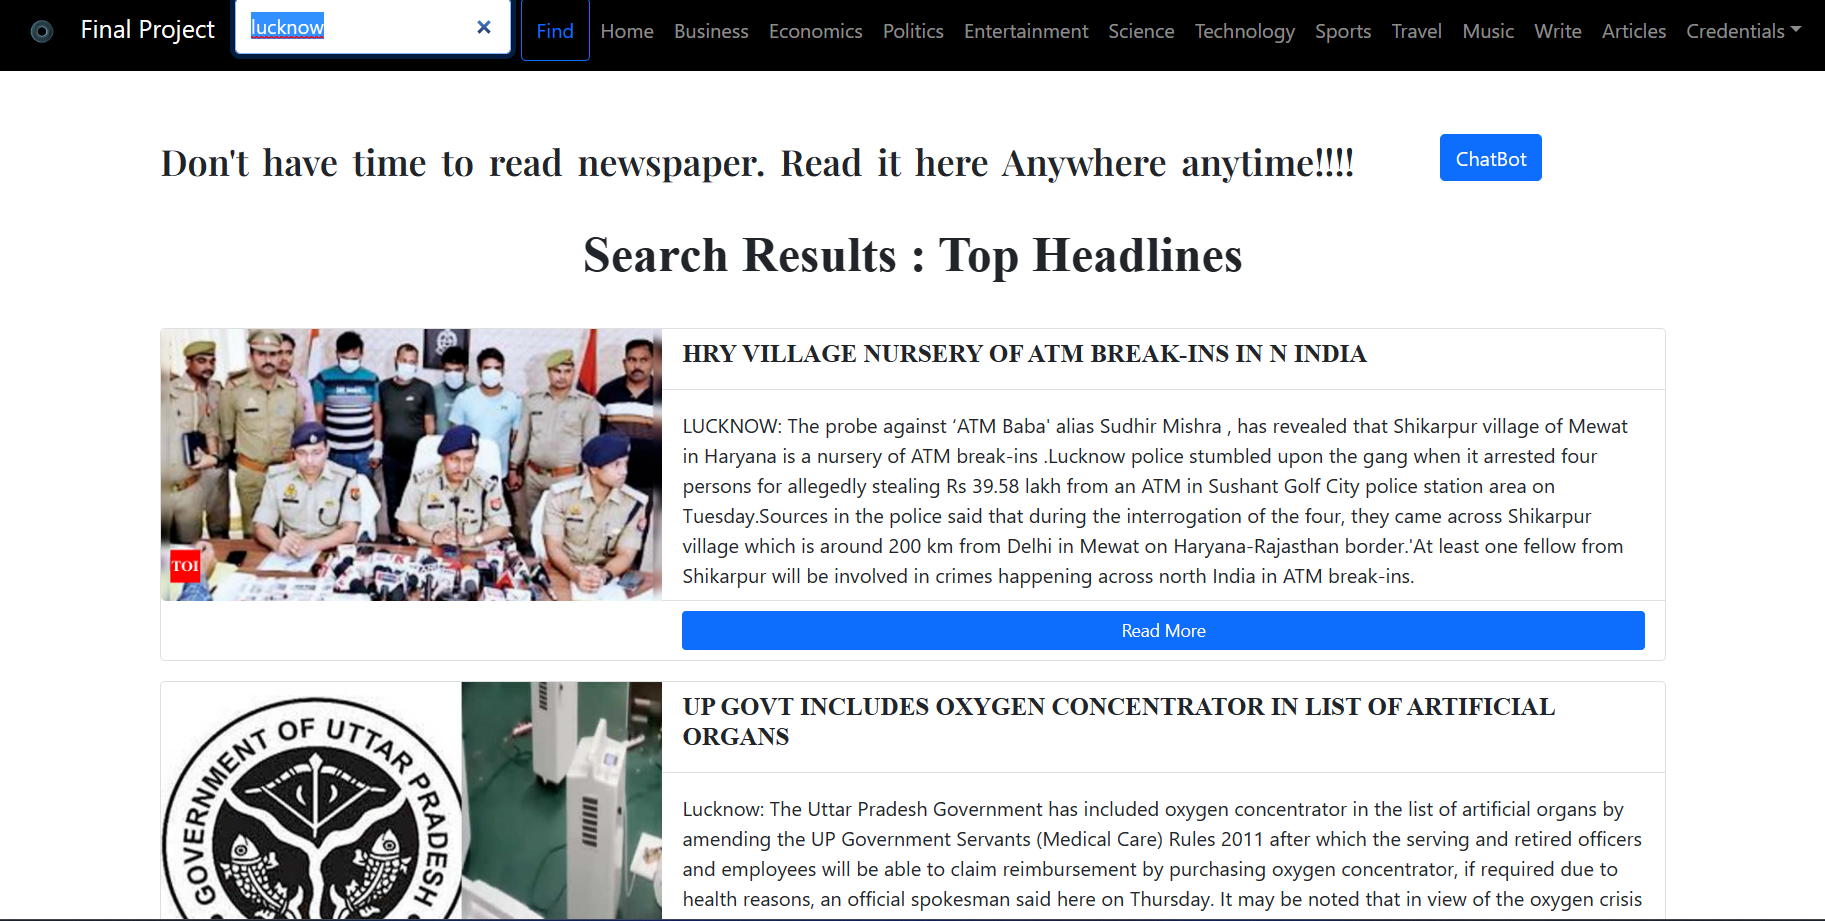 Final Project lucknow × Find Home Business Economics Politics Entertainment Science Technology Sports Travel Music Write Articles Credentials
Don't have time to read newspaper. Read it here Anywhere anytime!!!! ChatBot
Search Results : Top Headlines
HRY VILLAGE NURSERY OF ATM BREAK-INS IN N INDIA
LUCKNOW: The probe against ‘ATM Baba' alias Sudhir Mishra , has revealed that Shikarpur village of Mewat
in Haryana is a nursery of ATM break-ins .Lucknow police stumbled upon the gang when it arrested four
persons for allegedly stealing Rs 39.58 lakh from an ATM in Sushant Golf City police station area on
Tuesday.Sources in the police said that during the interrogation of the four, they came across Shikarpur
village which is around 200 km from Delhi in Mewat on Haryana-Rajasthan border.'At least one fellow from
Shikarpur will be involved in crimes happening across north India in ATM break-ins.
TOI
Read More
UP GOVT INCLUDES OXYGEN CONCENTRATOR IN LIST OF ARTIFICIAL
ORGANS
GOVERNMENT OF UTTAR PRADESH
Lucknow: The Uttar Pradesh Government has included oxygen concentrator in the list of artificial organs by
amending the UP Government Servants (Medical Care) Rules 2011 after which the serving and retired officers
and employees will be able to claim reimbursement by purchasing oxygen concentrator, if required due to
health reasons, an official spokesman said here on Thursday. It may be noted that in view of the oxygen crisis